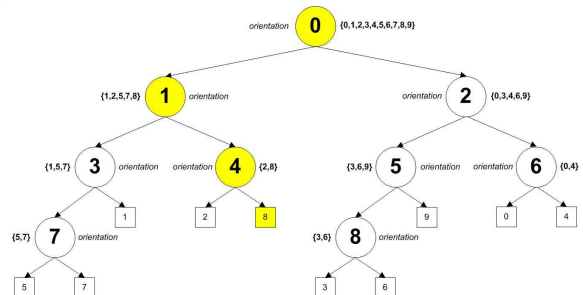 orientation 0 {0,1,2,3,4,5,6,7,8,9}
{1,2,5,7,8} 1 orientation orientation 2 {0,3,4,6,9}
{1,5,7} 3 orientation orientation 4 {2,8} {3,6,9} 5 orientation orientation 6 {0,4}
1 2 8 9 0 4
{5,7} 7 orientation {3,6} 8 orientation
5 7 3 6